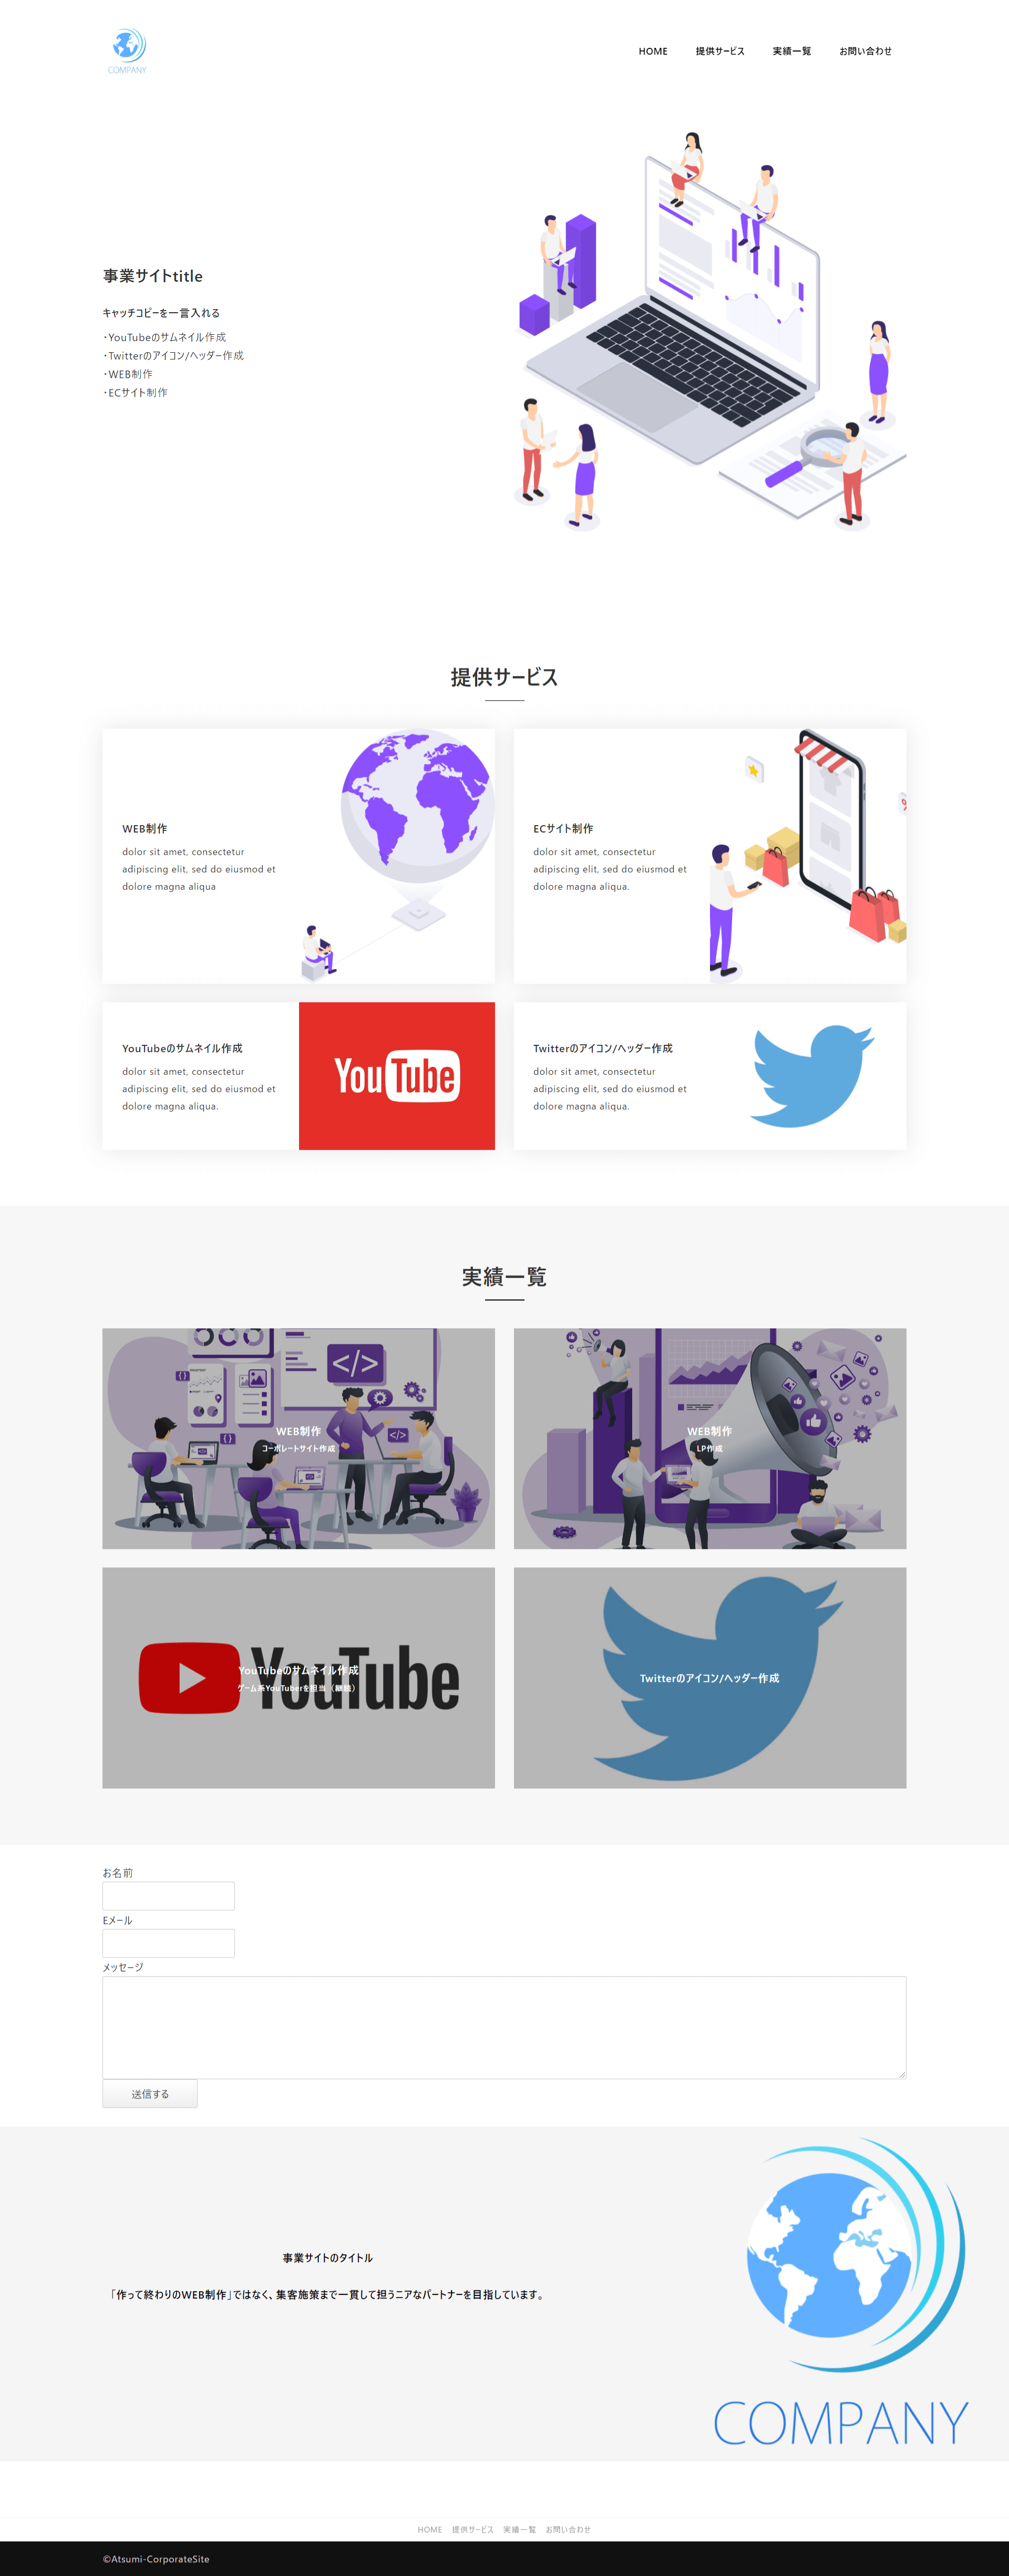 COMPANY
HOME 提供サービス 実績一覧 お問い合わせ
事業サイトtitle
キャッチコピーを一言入れる
・YouTubeのサムネイル作成
・Twitterのアイコン/ヘッダー作成
・WEB制作
・ECサイト制作
提供サービス
WEB制作
dolor sit amet, consectetur
adipiscing elit, sed do eiusmod et
dolore magna aliqua
ECサイト制作
dolor sit amet, consectetur
adipiscing elit, sed do eiusmod et
dolore magna aliqua.
YouTubeのサムネイル作成
dolor sit amet, consectetur
adipiscing elit, sed do eiusmod et
dolore magna aliqua.
YouTube
Twitterのアイコン/ヘッダー作成
dolor sit amet, consectetur
adipiscing elit, sed do eiusmod et
dolore magna aliqua.
実績一覧
</>
WEB制作
コーポレートサイト作成
WEB制作
LP作成
YouTube
YouTubeのサムネイル作成
ゲーム系YouTuberを担当（継続）
Twitterのアイコン/ヘッダー作成
お名前
Eメール
メッセージ
送信する
事業サイトのタイトル
「作って終わりのWEB制作」ではなく、集客施策まで一貫して担うニアなパートナーを目指しています。
COMPANY
HOME 提供サービス 実績一覧 お問い合わせ
©Atsumi-CorporateSite